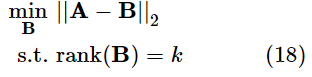 min ||A − B||₂
B
s.t. rank(B) = k (18)